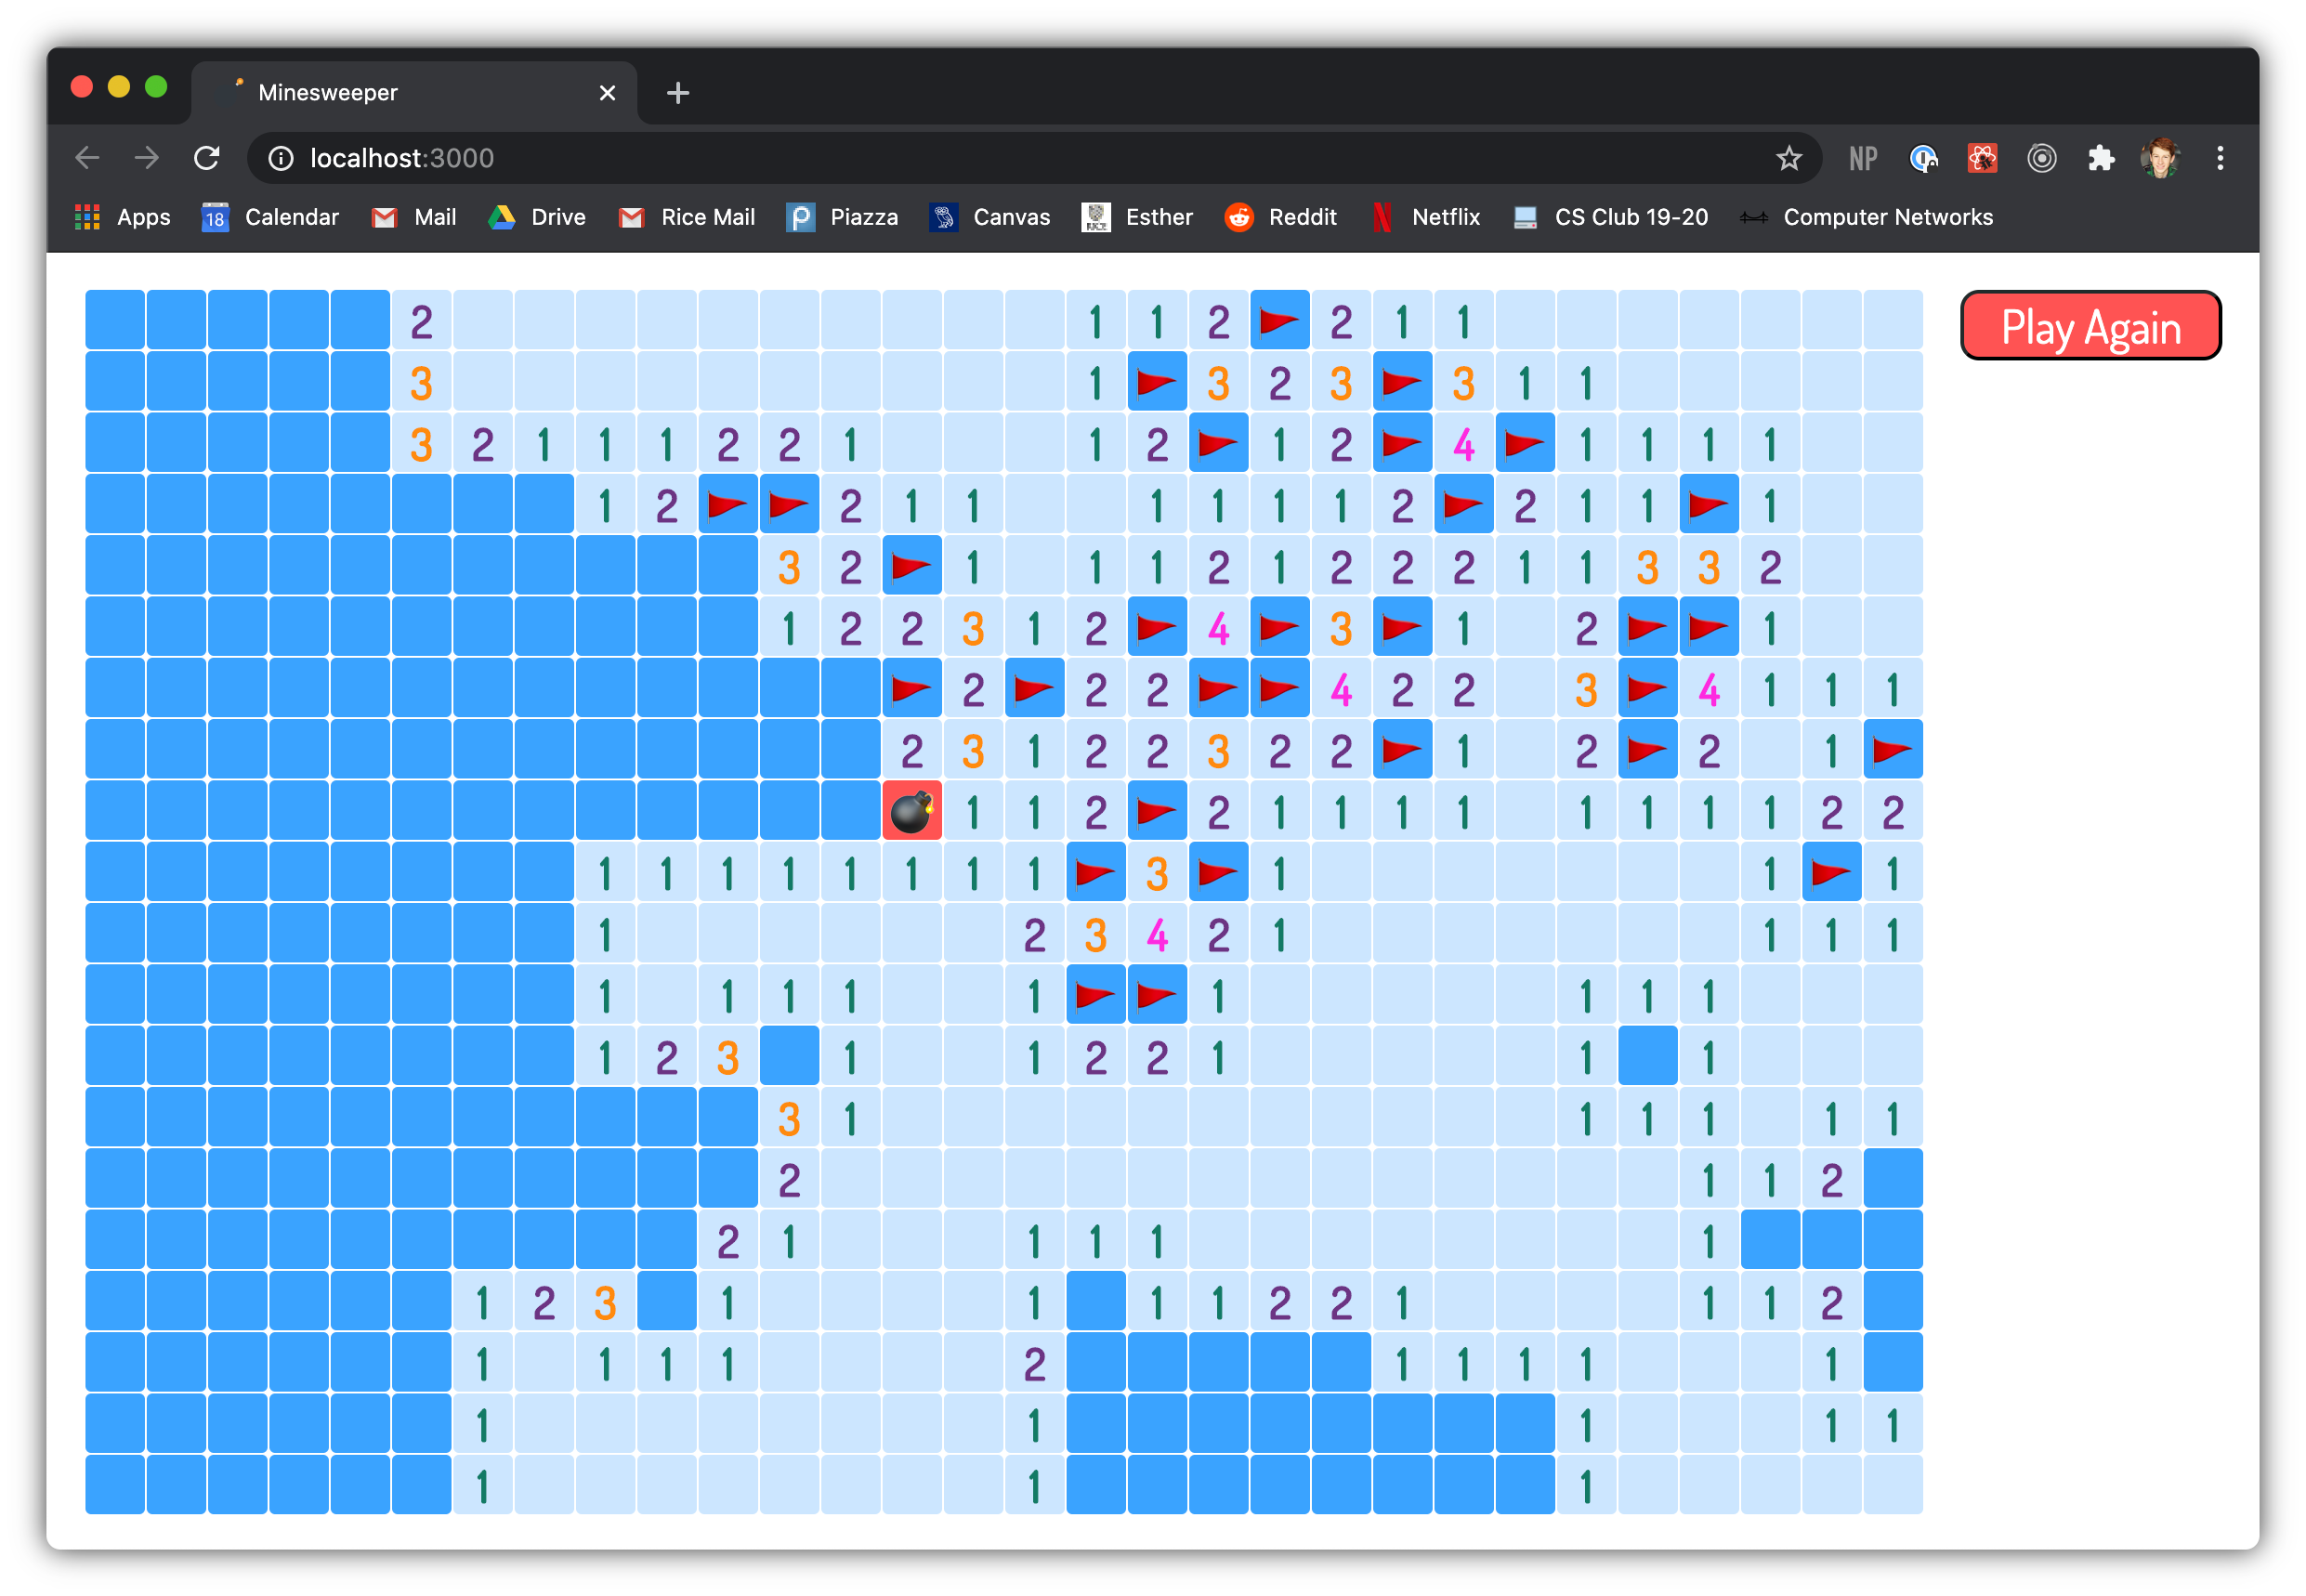 Minesweeper
localhost:3000 NP
Apps 18 Calendar Mail Drive Rice Mail Piazza Canvas Esther Reddit Netflix CS Club 19-20 Computer Networks
2 1 1 2 2 1 1 Play Again
3 1 3 2 3 3 1 1
3 2 1 1 1 2 2 1 1 2 1 2 4 1 1 1 1
1 2 2 1 1 1 1 1 1 2 2 1 1 1
3 2 1 1 1 2 1 2 2 2 1 1 3 3 2
1 2 2 3 1 2 4 3 1 2 1
2 2 2 4 2 2 3 4 1 1 1
2 3 1 2 2 3 2 2 1 2 2 1
1 1 2 2 1 1 1 1 1 1 1 1 2 2
1 1 1 1 1 1 1 1 3 1 1 1
1 2 3 4 2 1 1 1 1
1 1 1 1 1 1 1 1 1
1 2 3 1 1 2 2 1 1 1
3 1 1 1 1 1 1
2 1 1 2
2 1 1 1 1 1
1 2 3 1 1 1 1 2 2 1 1 1 2
1 1 1 1 2 1 1 1 1 1
1 1 1 1 1
1 1 1